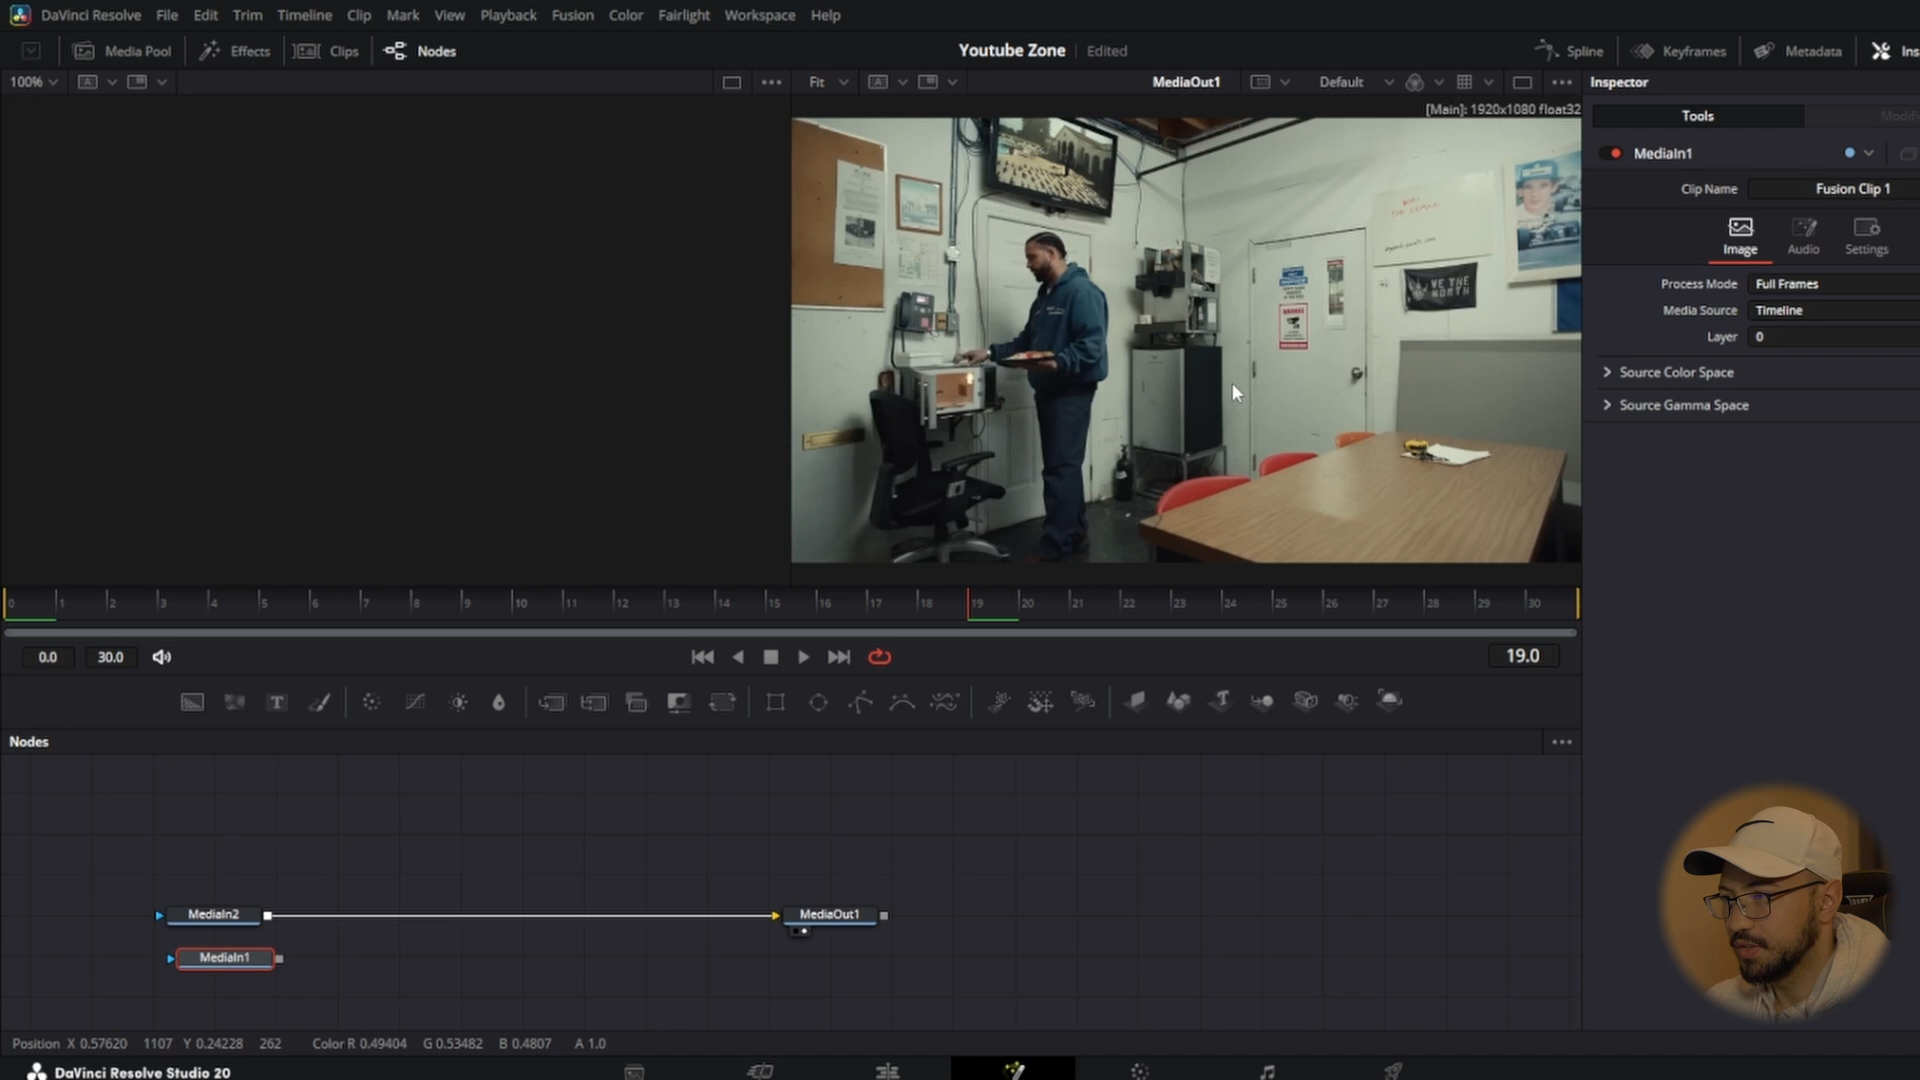 DaVinci Resolve File Edit Trim Timeline Clip Mark View Playback Fusion Color Fairlight Workspace Help
Media Pool Effects Clips Nodes Youtube Zone Edited Spline Keyframes Metadata Ins
100% Fit MediaOut1 Default Inspector
[Main]: 1920x1080 float32
Tools Modifi
MediaIn1
Clip Name Fusion Clip 1
Image Audio Settings
Process Mode Full Frames
Media Source Timeline
Layer 0
Source Color Space
Source Gamma Space
WE THE
NORTH
0 1 2 3 4 5 6 7 8 9 10 11 12 13 14 15 16 17 18 19 20 21 22 23 24 25 26 27 28 29 30
0.0 30.0 19.0
Nodes
MediaIn2 MediaOut1
MediaIn1
Position X 0.57620 1107 Y 0.24228 262 Color R 0.49404 G 0.53482 B 0.4807 A 1.0
DaVinci Resolve Studio 20